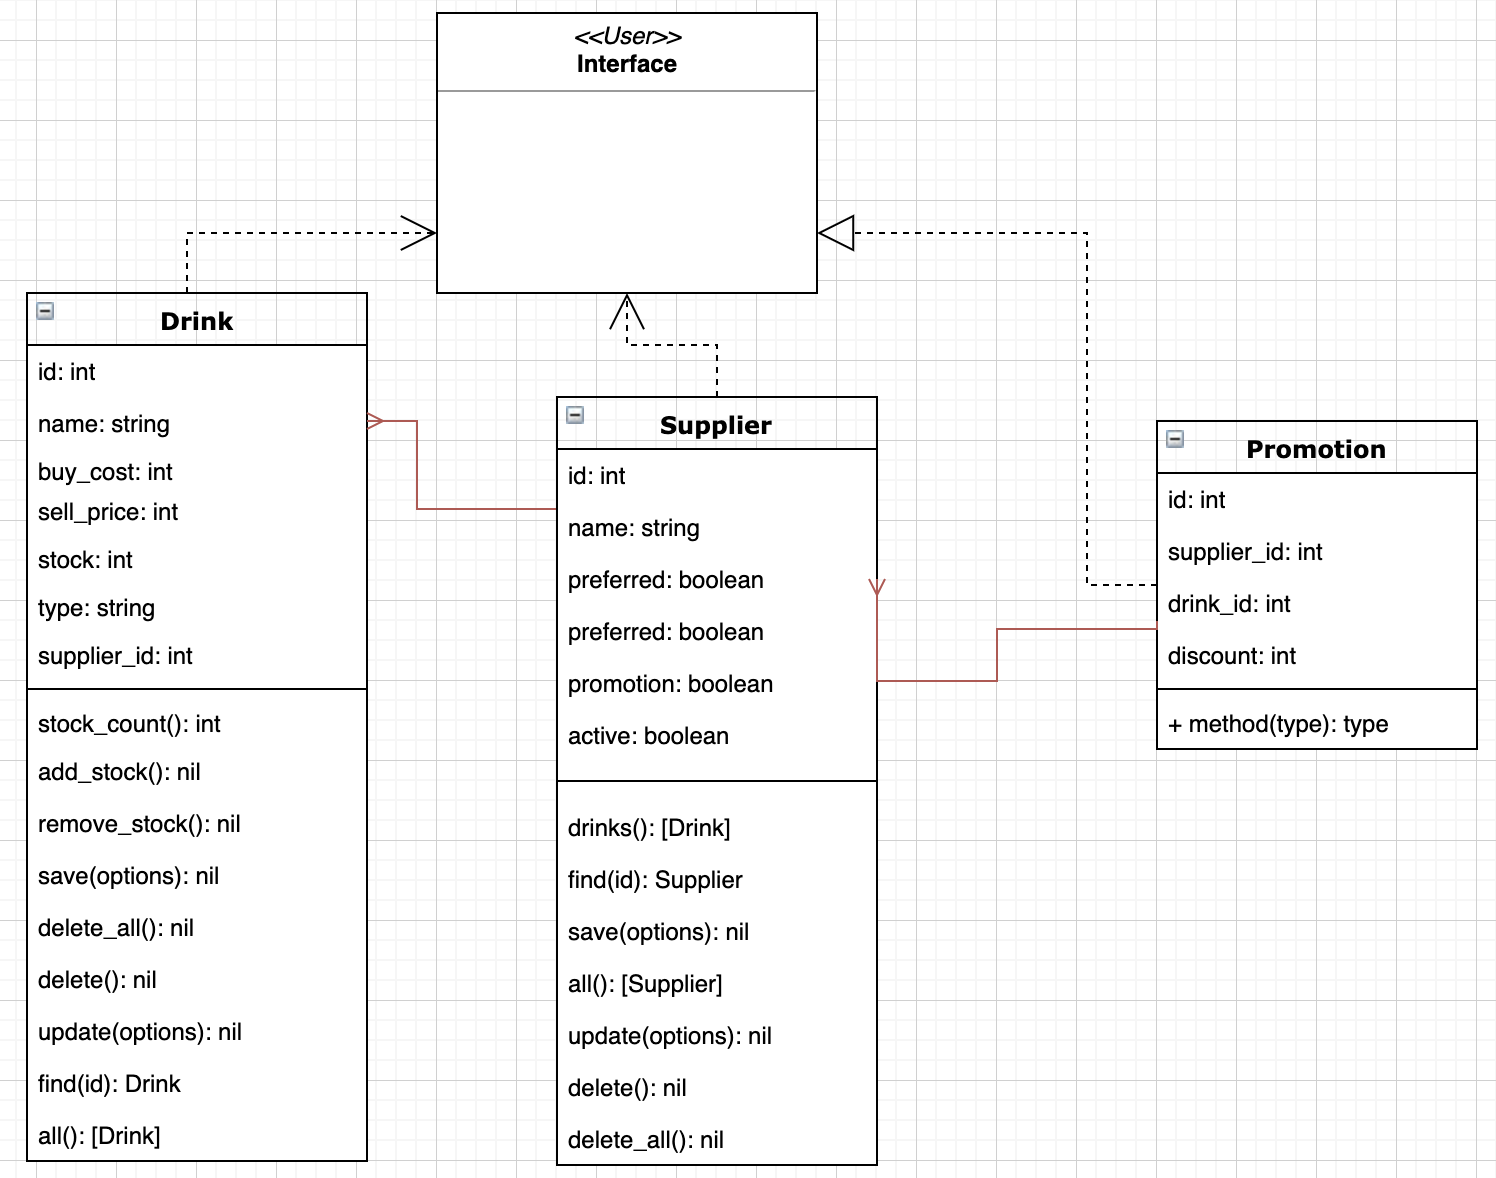 <<User>>
Interface
Drink
id: int
name: string
buy_cost: int
sell_price: int
stock: int
type: string
supplier_id: int
stock_count(): int
add_stock(): nil
remove_stock(): nil
save(options): nil
delete_all(): nil
delete(): nil
update(options): nil
find(id): Drink
all(): [Drink]
Supplier
id: int
name: string
preferred: boolean
preferred: boolean
promotion: boolean
active: boolean
drinks(): [Drink]
find(id): Supplier
save(options): nil
all(): [Supplier]
update(options): nil
delete(): nil
delete_all(): nil
Promotion
id: int
supplier_id: int
drink_id: int
discount: int
+ method(type): type